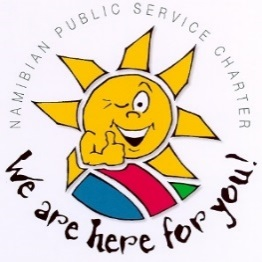 NAMIBIAN PUBLIC SERVICE CHARTER
We are here for you!